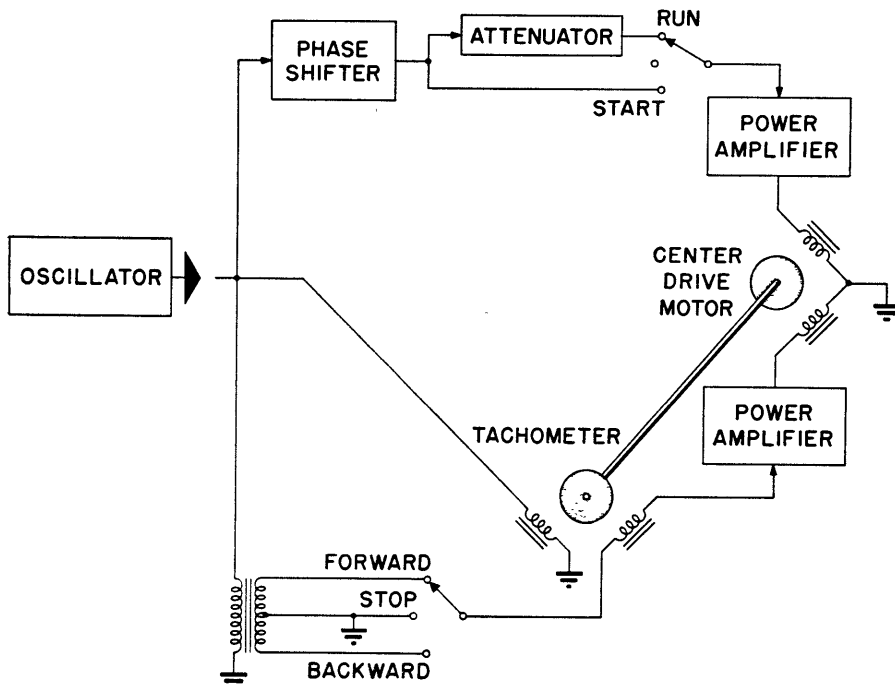 RUN
ATTENUATOR
PHASE
SHIFTER
START
POWER
AMPLIFIER
OSCILLATOR
CENTER
DRIVE
MOTOR
POWER
AMPLIFIER
TACHOMETER
FORWARD
STOP
BACKWARD